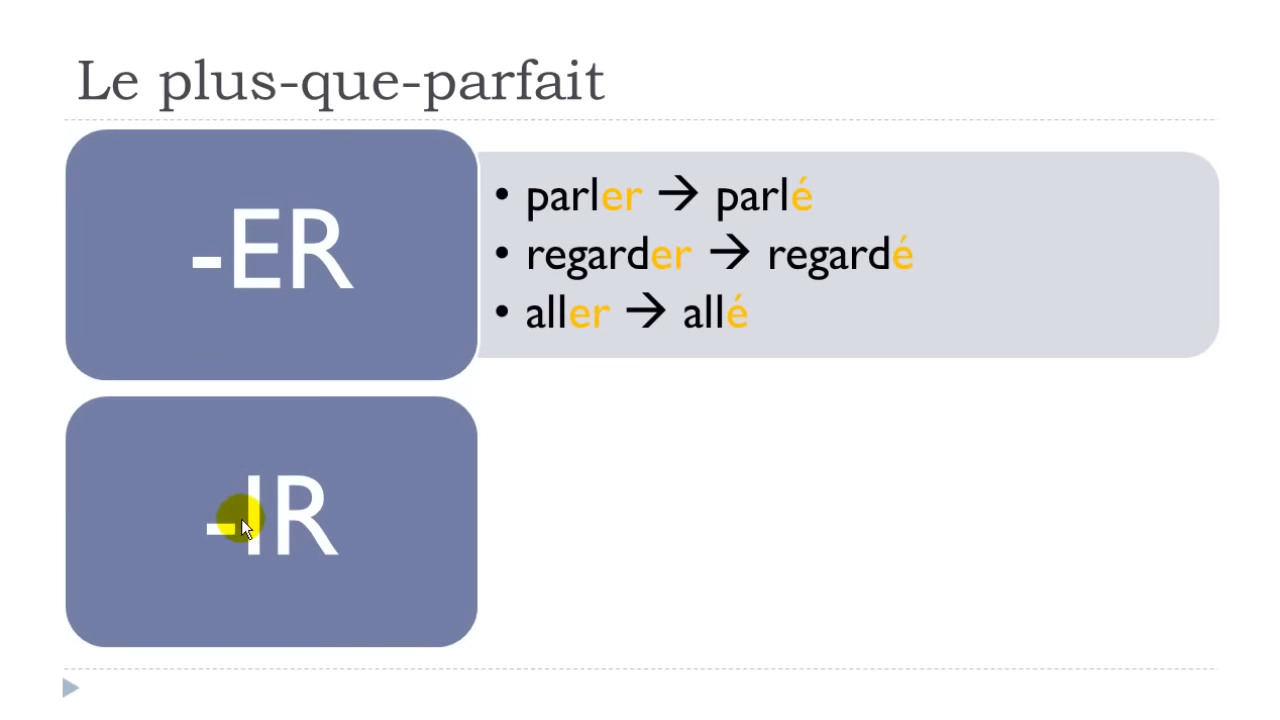 Le plus-que-parfait
-ER
• parler → parlé
• regarder → regardé
• aller → allé
-IR